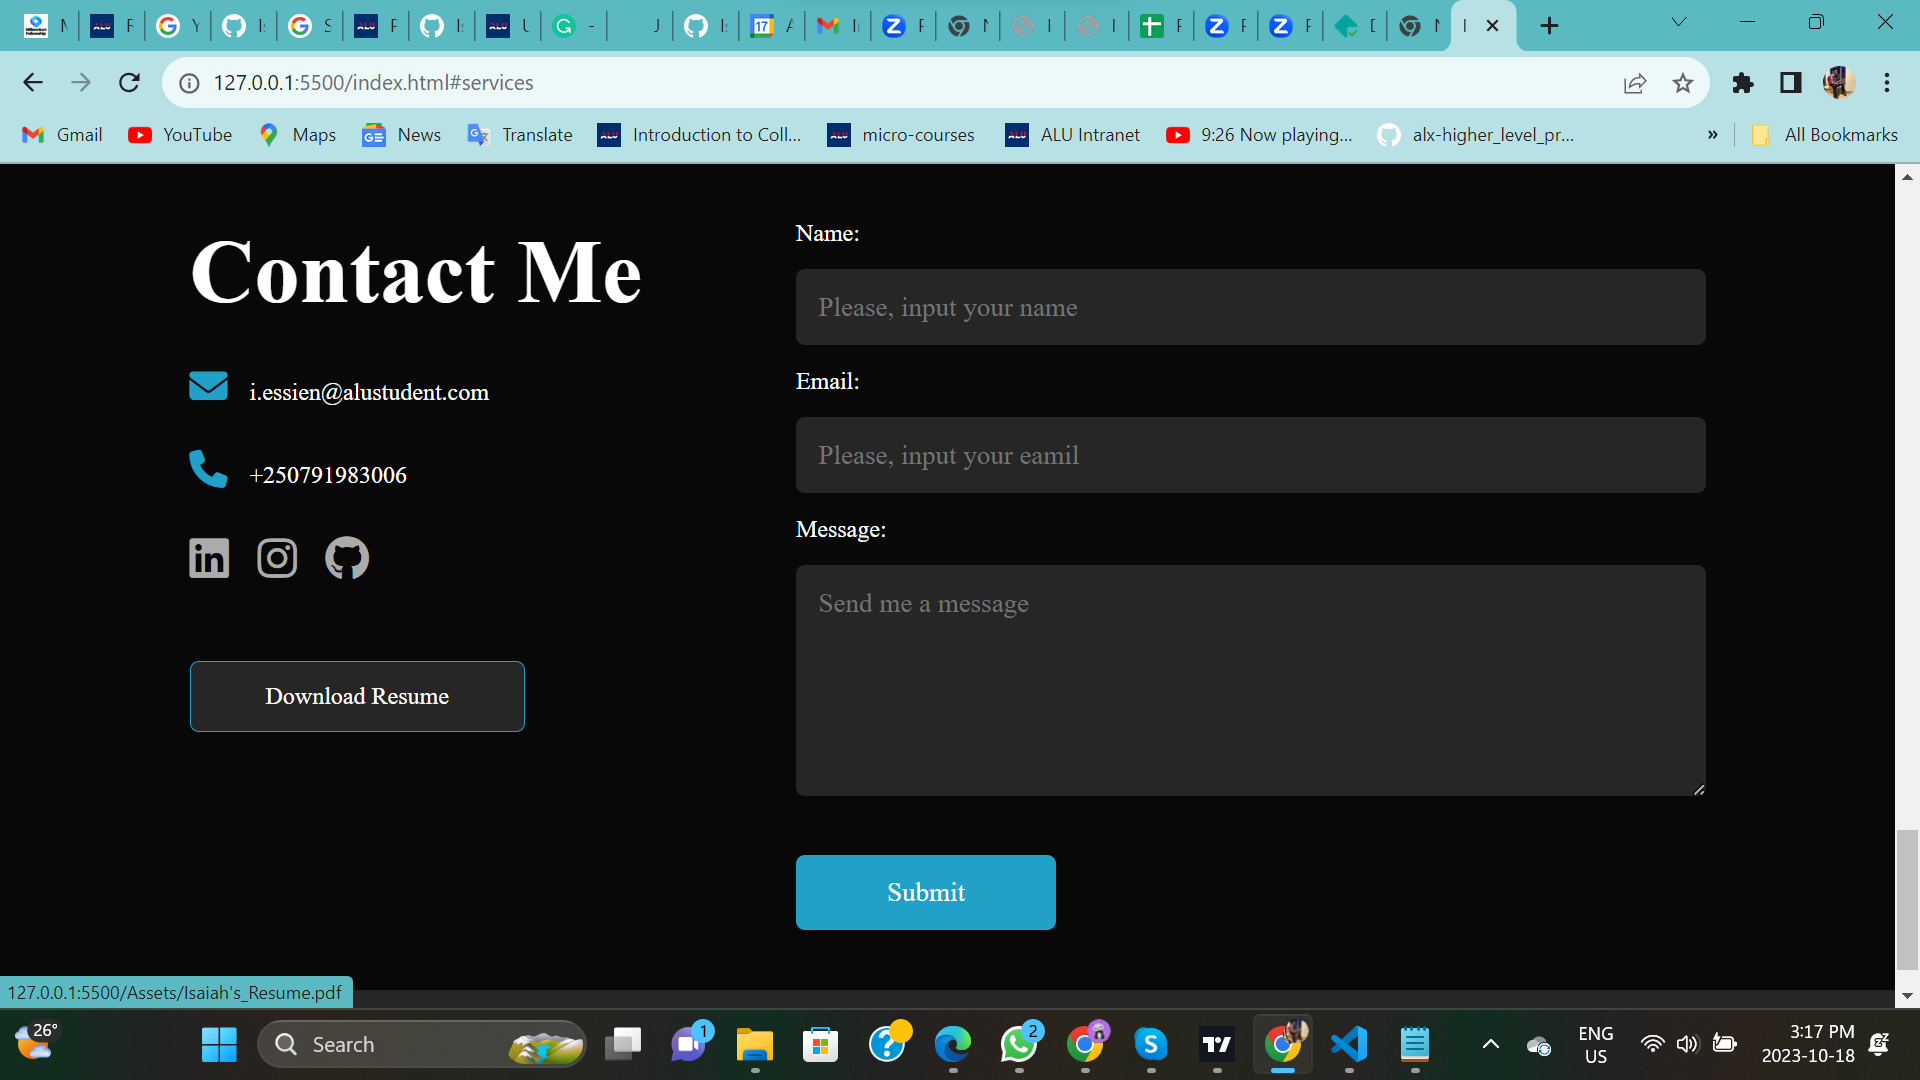 127.0.0.1:5500/index.html#services
Gmail
YouTube
Maps
News
Translate
Introduction to Coll...
micro-courses
ALU Intranet
9:26 Now playing...
alx-higher_level_pr...
»
All Bookmarks
Contact Me
i.essien@alustudent.com
+250791983006
Download Resume
Name:
Please, input your name
Email:
Please, input your eamil
Message:
Send me a message
Submit
127.0.0.1:5500/Assets/Isaiah's_Resume.pdf
26°
Search
1
2
ENG
US
3:17 PM
2023-10-18